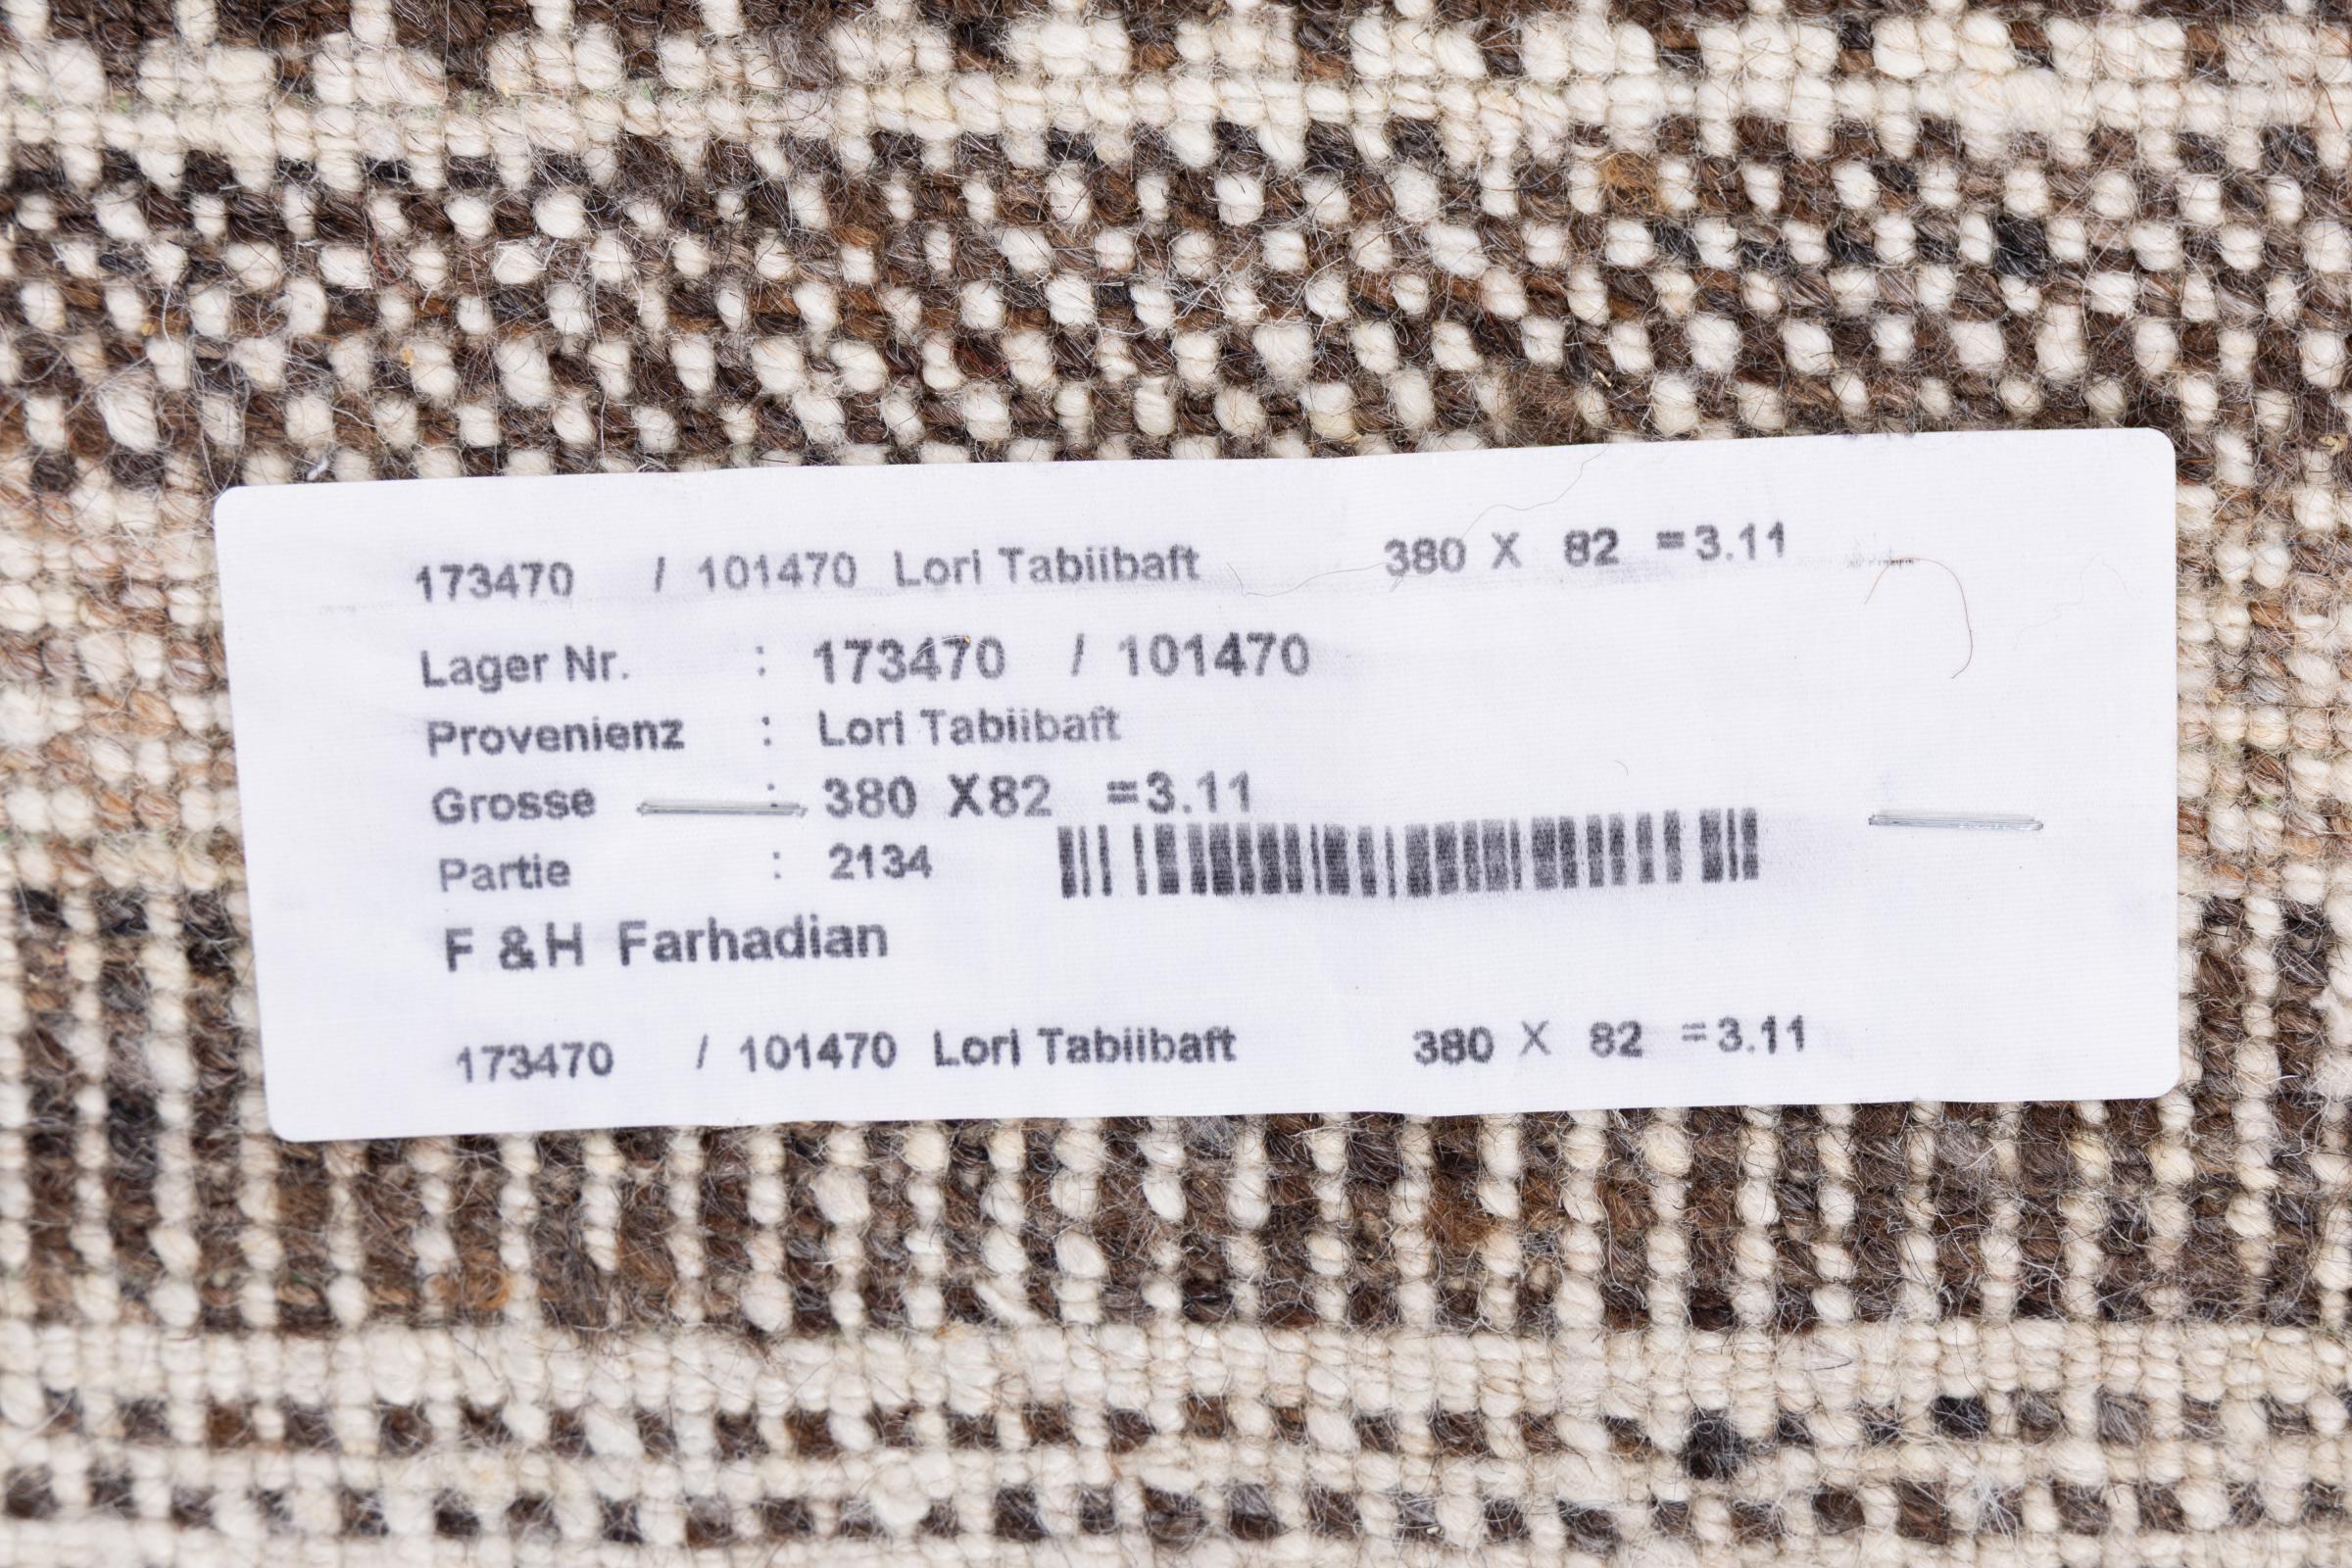 173470 / 101470 Lori Tabiibaft 380 X 82 =3.11
Lager Nr. : 173470 / 101470
Provenienz : Lori Tabiibaft
Grosse : 380 X82 =3.11
Partie : 2134
F &H Farhadian
173470 / 101470 Lori Tabiibaft 380 X 82 =3.11